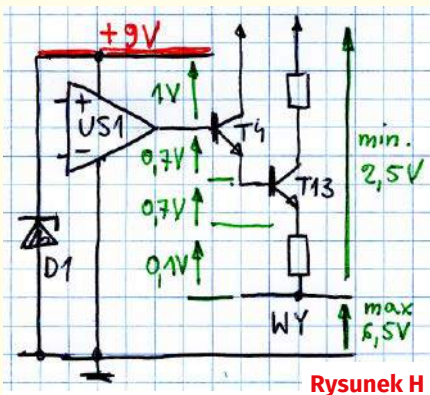 +9V
1V
+
US1
-
T4
0,7V
min.
2,5V
T13
0,7V
D1
0,1V
WY
max
6,5V
Rysunek H